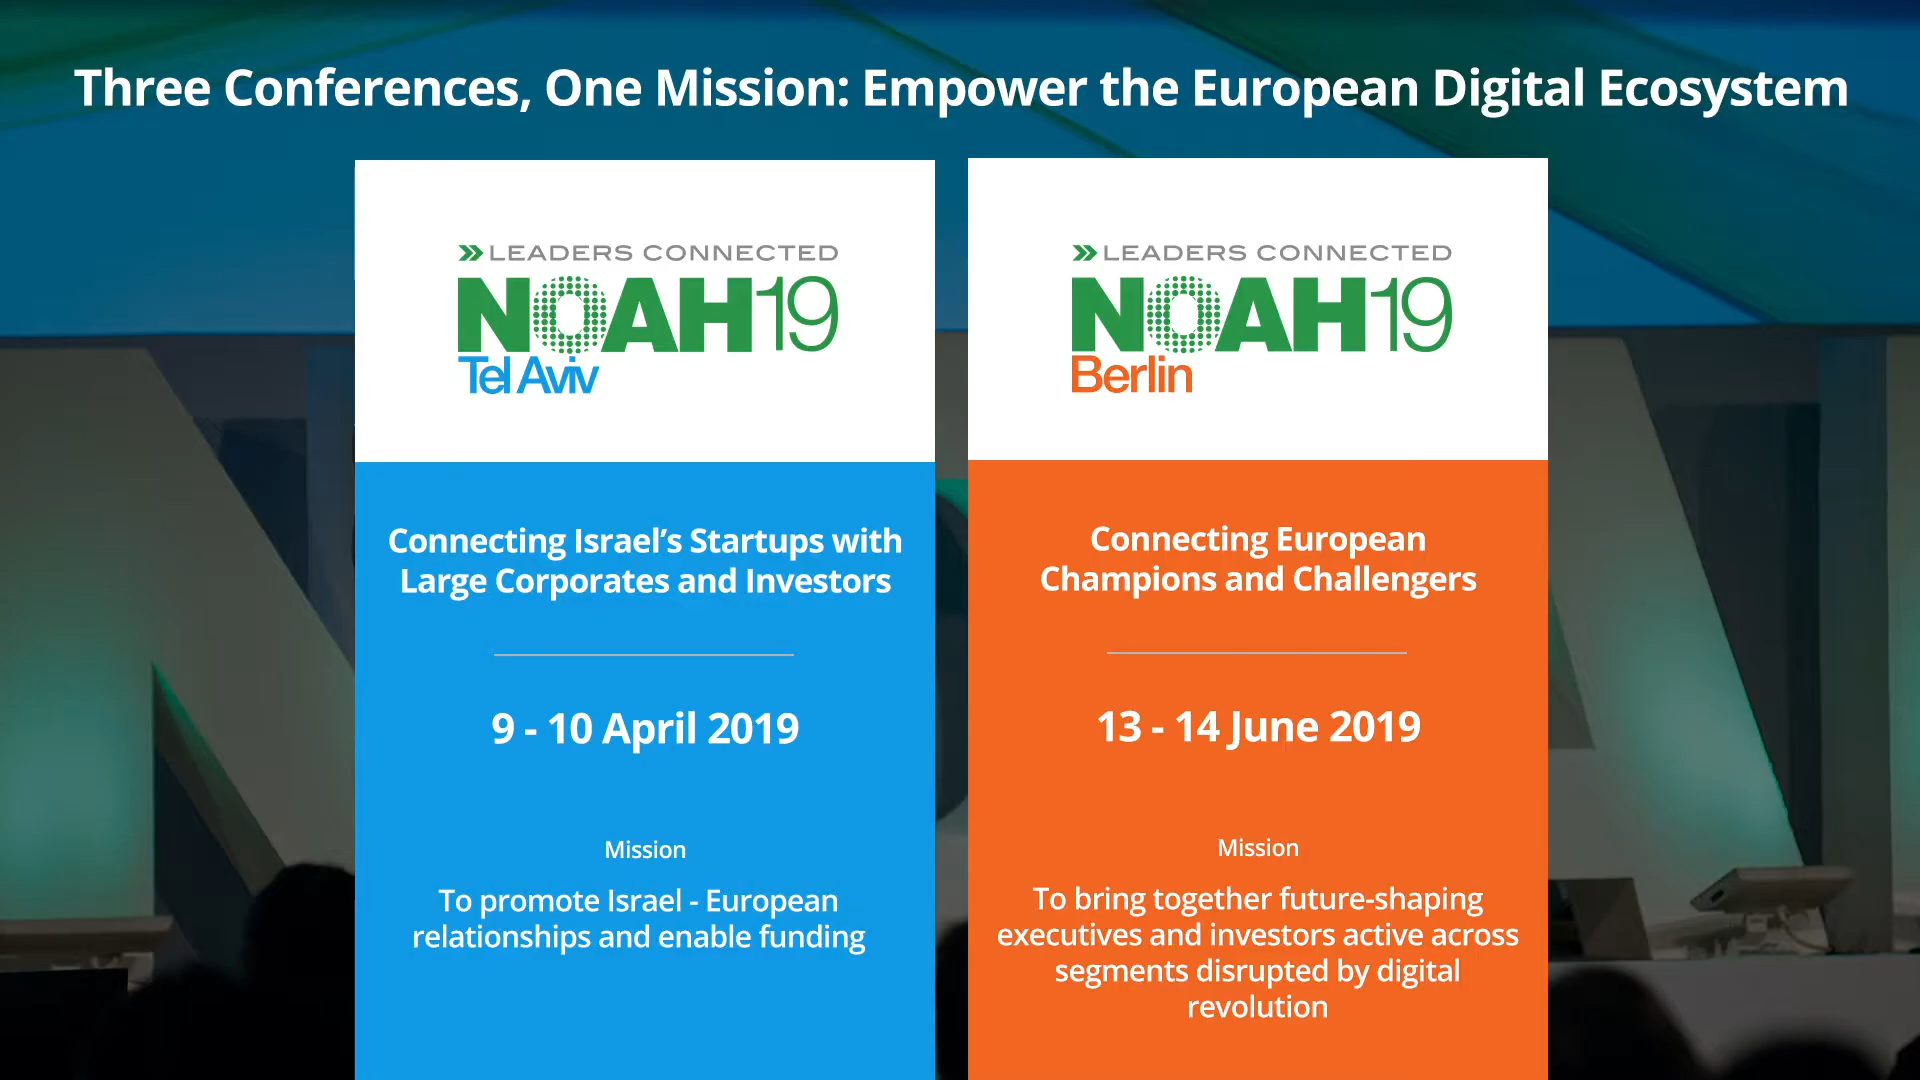 Three Conferences, One Mission: Empower the European Digital Ecosystem
LEADERS CONNECTED
NOAH19
Tel Aviv
Connecting Israel’s Startups with
Large Corporates and Investors
9 - 10 April 2019
Mission
To promote Israel - European
relationships and enable funding
LEADERS CONNECTED
NOAH19
Berlin
Connecting European
Champions and Challengers
13 - 14 June 2019
Mission
To bring together future-shaping
executives and investors active across
segments disrupted by digital
revolution